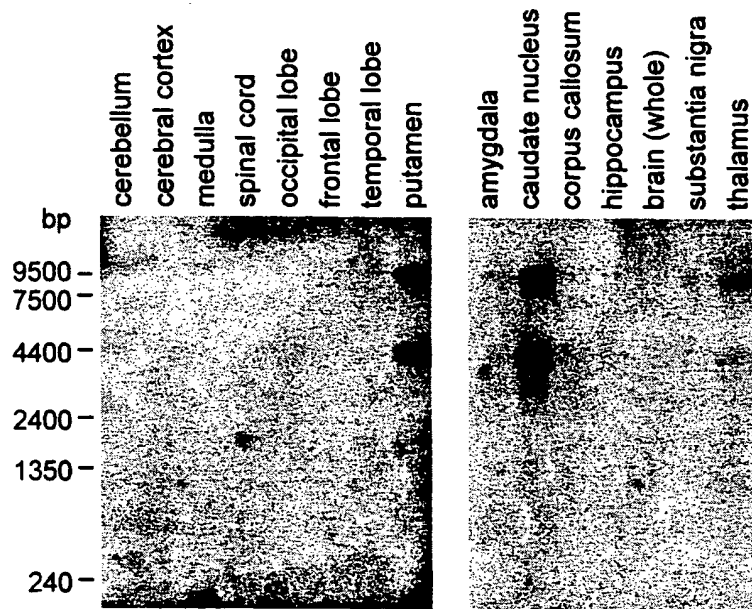 cerebellum
cerebral cortex
medulla
spinal cord
occipital lobe
frontal lobe
temporal lobe
putamen
amygdala
caudate nucleus
corpus callosum
hippocampus
brain (whole)
substantia nigra
thalamus
bp
9500
7500
4400
2400
1350
240